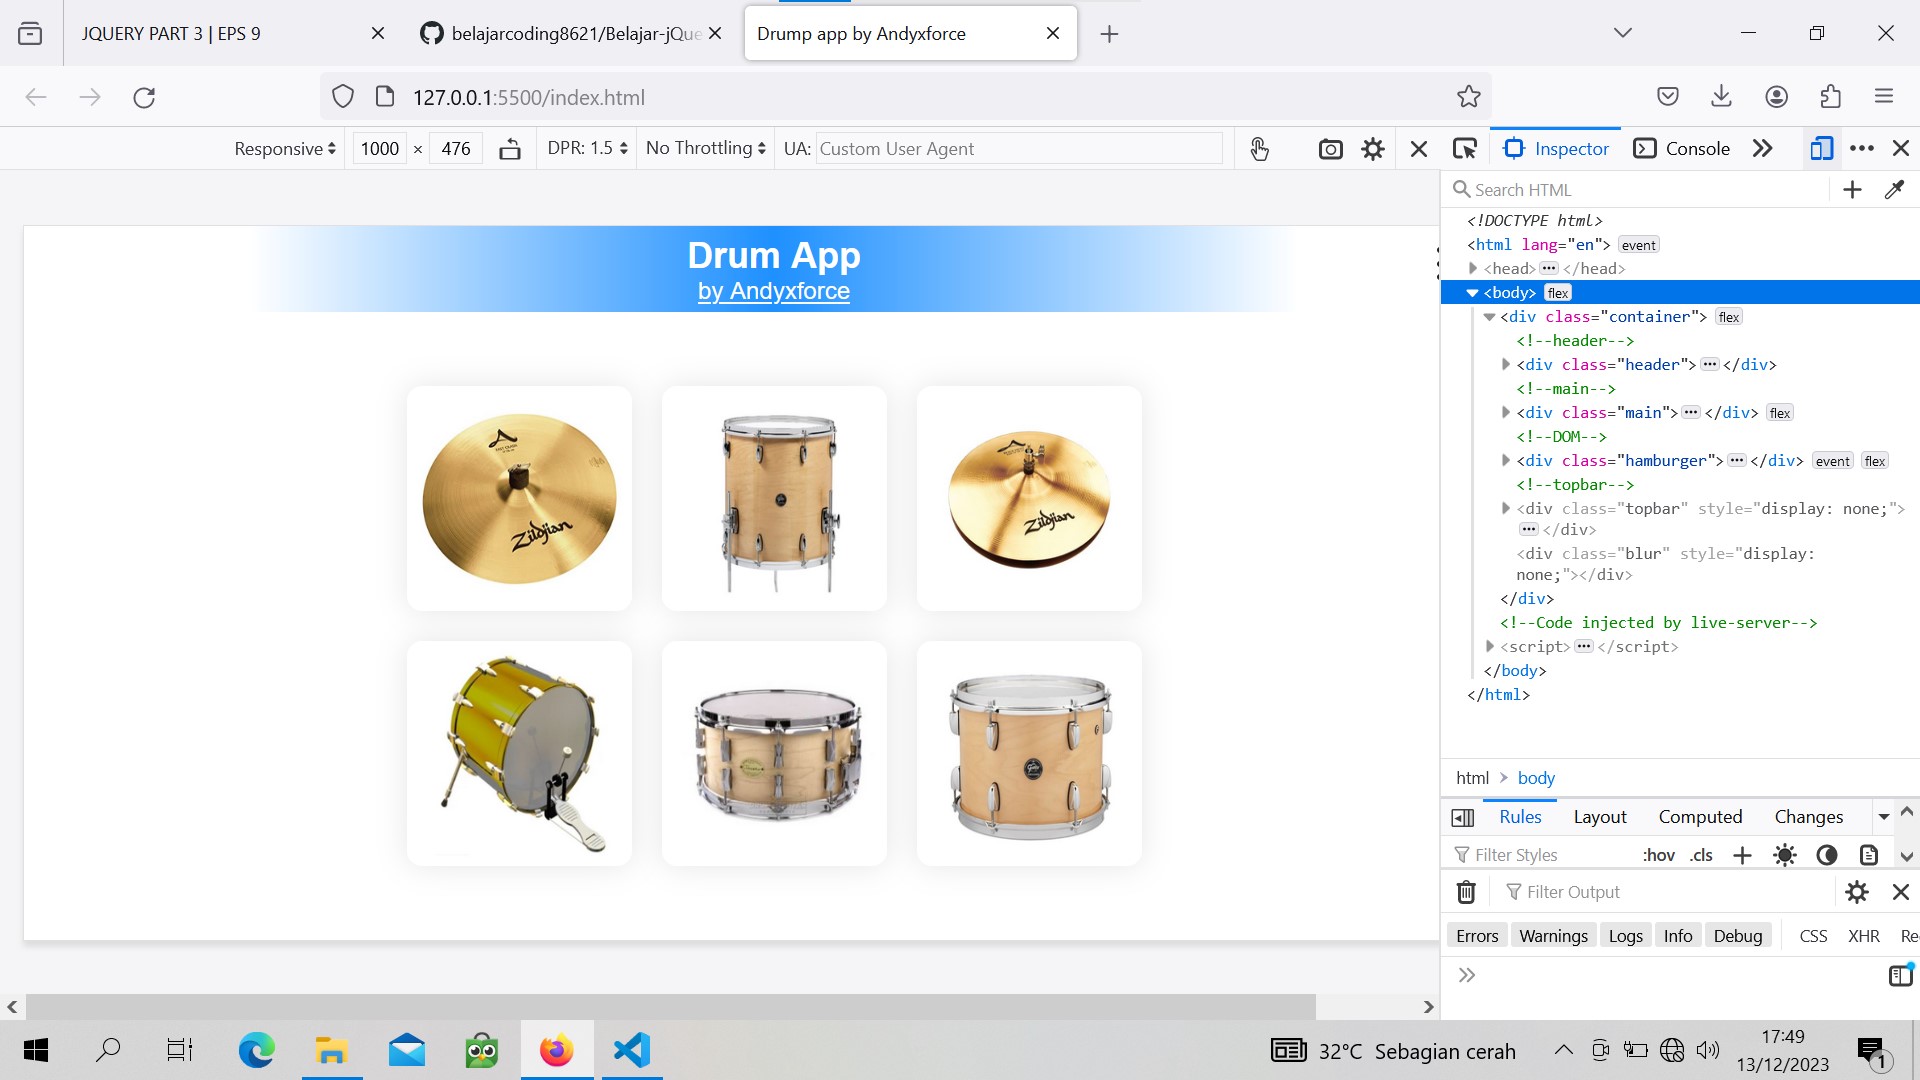 JQUERY PART 3 | EPS 9
belajarcoding8621/Belajar-jQue
Drump app by Andyxforce
127.0.0.1:5500/index.html
Responsive 1000 × 476 DPR: 1.5 No Throttling UA: Custom User Agent
Inspector Console
Search HTML
Drum App
by Andyxforce
Zildjian
Zildjian
<!DOCTYPE html>
<html lang="en"> event
<head> ••• </head>
<body> flex
<div class="container"> flex
<!--header-->
<div class="header"> ••• </div>
<!--main-->
<div class="main"> ••• </div> flex
<!--DOM-->
<div class="hamburger"> ••• </div> event flex
<!--topbar-->
<div class="topbar" style="display: none;">
••• </div>
<div class="blur" style="display:
none;"></div>
</div>
<!--Code injected by live-server-->
<script> ••• </script>
</body>
</html>
html > body
Rules Layout Computed Changes
Filter Styles :hov .cls
Filter Output
Errors Warnings Logs Info Debug CSS XHR Re
32°C Sebagian cerah
17:49
13/12/2023
1